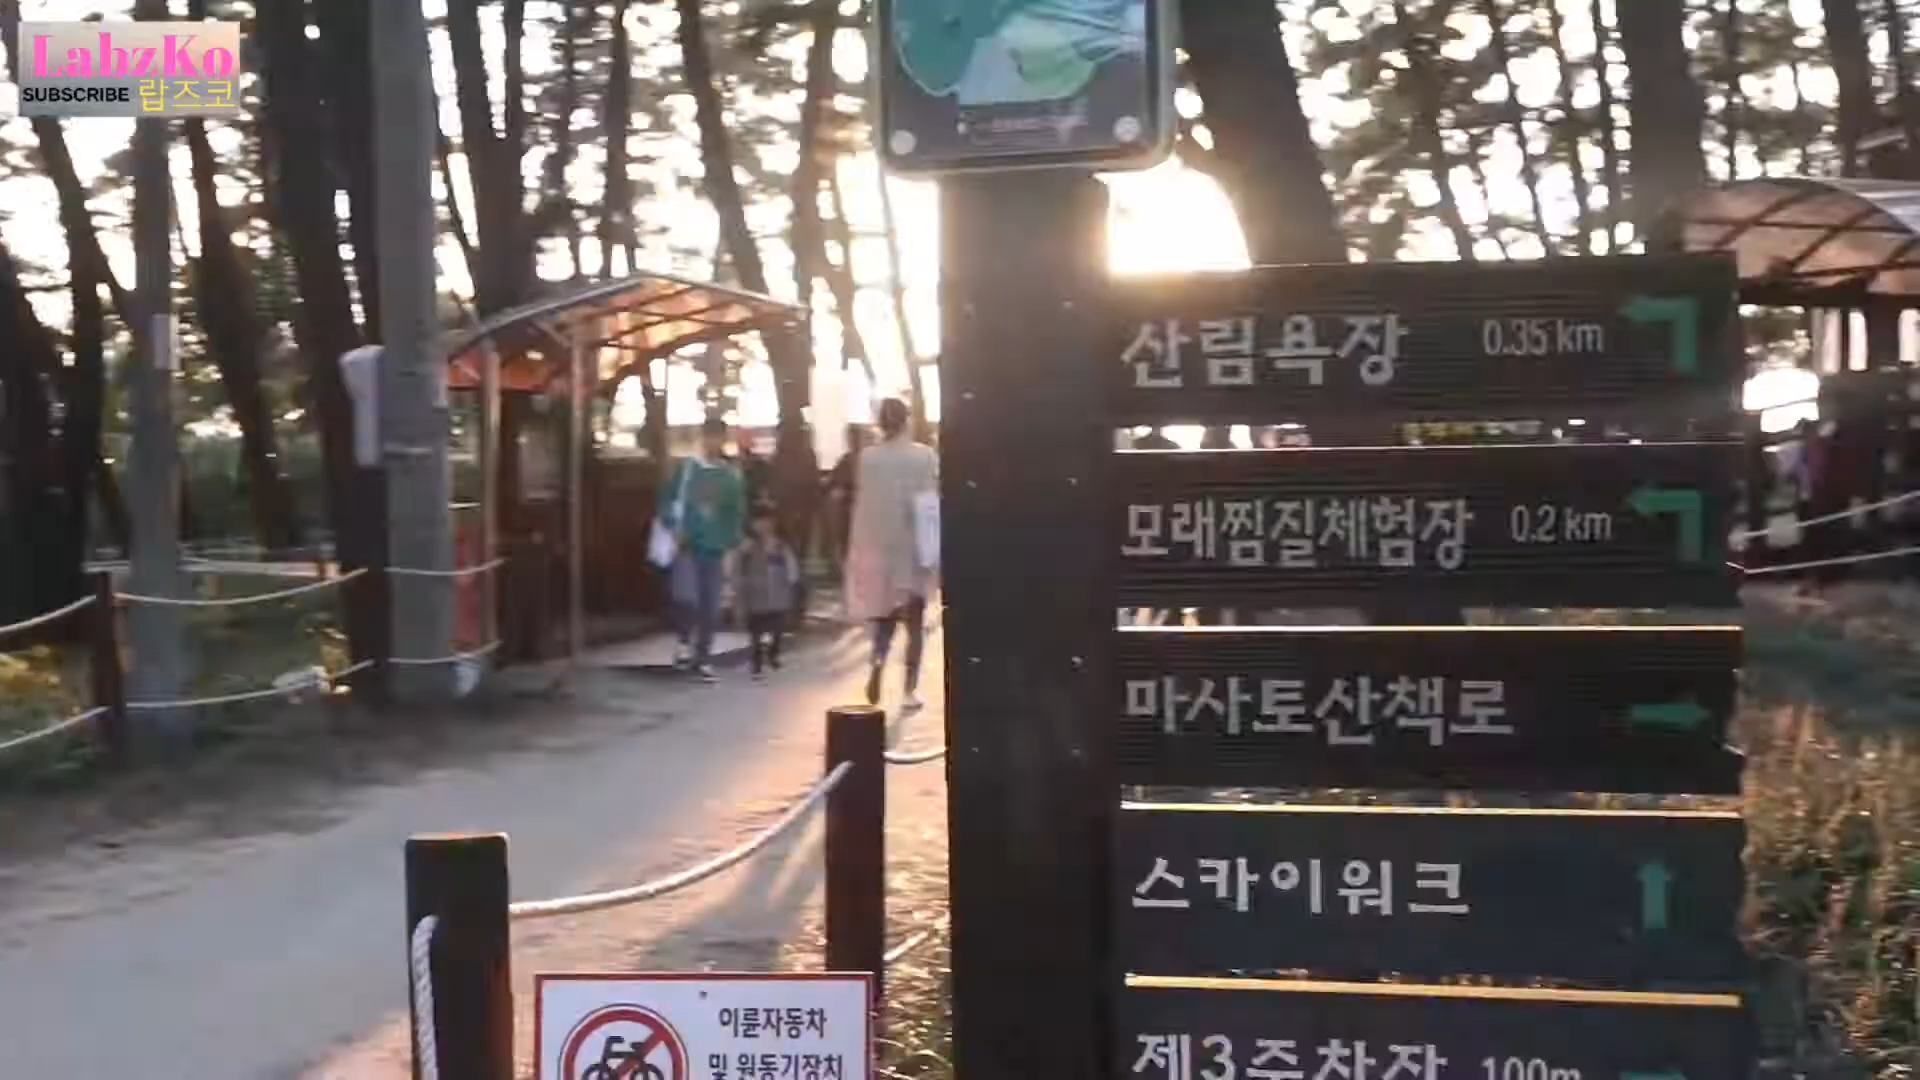 LabzKo
SUBSCRIBE 랍즈코
산림욕장 0.35 km
모래찜질체험장 0.2 km
마사토산책로
스카이워크
제3주차장 100m
이륜자동차
및 원동기장치